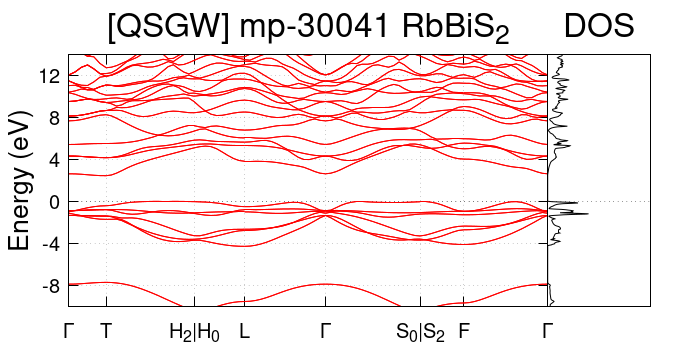 [QSGW] mp-30041 RbBiS₂ DOS
Energy (eV)
12
8
4
0
-4
-8
Γ T H₂|H₀ L Γ S₀|S₂ F Γ